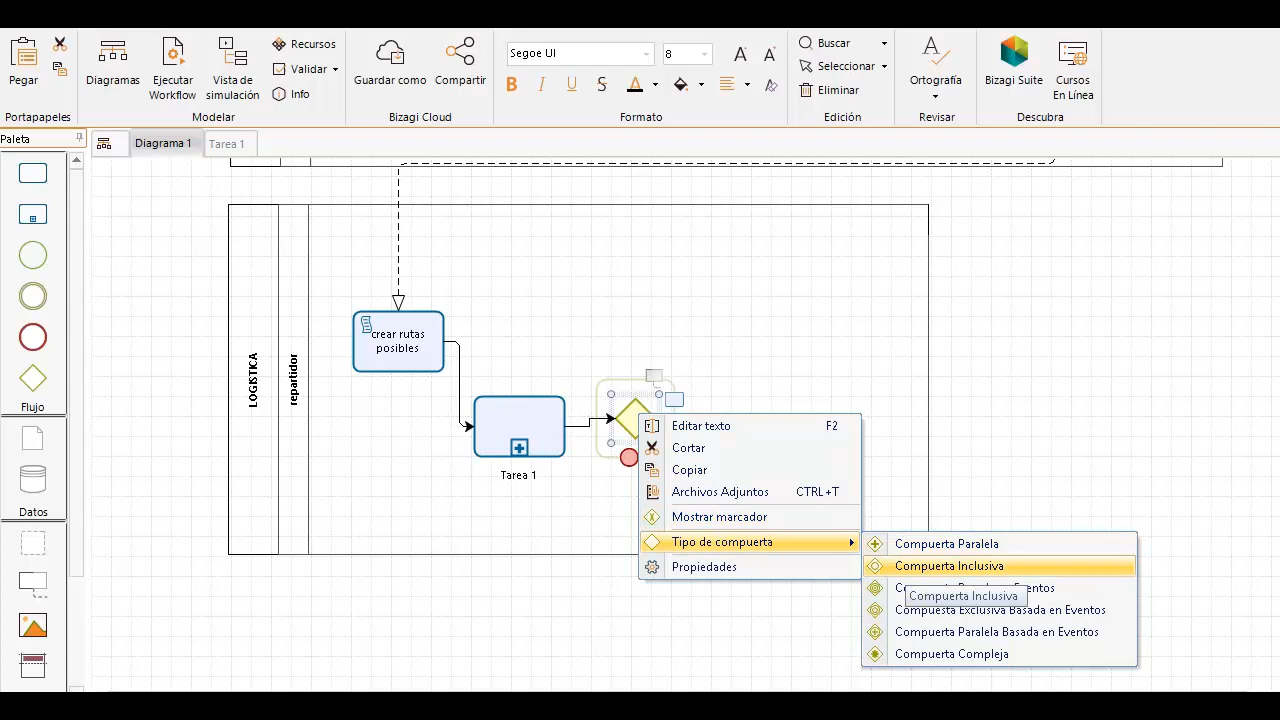 Pegar
Portapapeles
Diagramas
Ejecutar
Workflow
Vista de
simulación
Recursos
Validar
Info
Modelar
Guardar como
Compartir
Bizagi Cloud
Segoe UI
8
B I U S A
Formato
Buscar
Seleccionar
Eliminar
Edición
Ortografía
Revisar
Bizagi Suite
Cursos
En Línea
Descubra
Paleta
Diagrama 1
Tarea 1
Flujo
Datos
LOGISTICA
repartidor
crear rutas
posibles
Tarea 1
Editar texto F2
Cortar
Copiar
Archivos Adjuntos CTRL+T
Mostrar marcador
Tipo de compuerta
Propiedades
Compuerta Paralela
Compuerta Inclusiva
Eventos
Compuerta Inclusiva
Compuesta Exclusiva Basada en Eventos
Compuerta Paralela Basada en Eventos
Compuerta Compleja